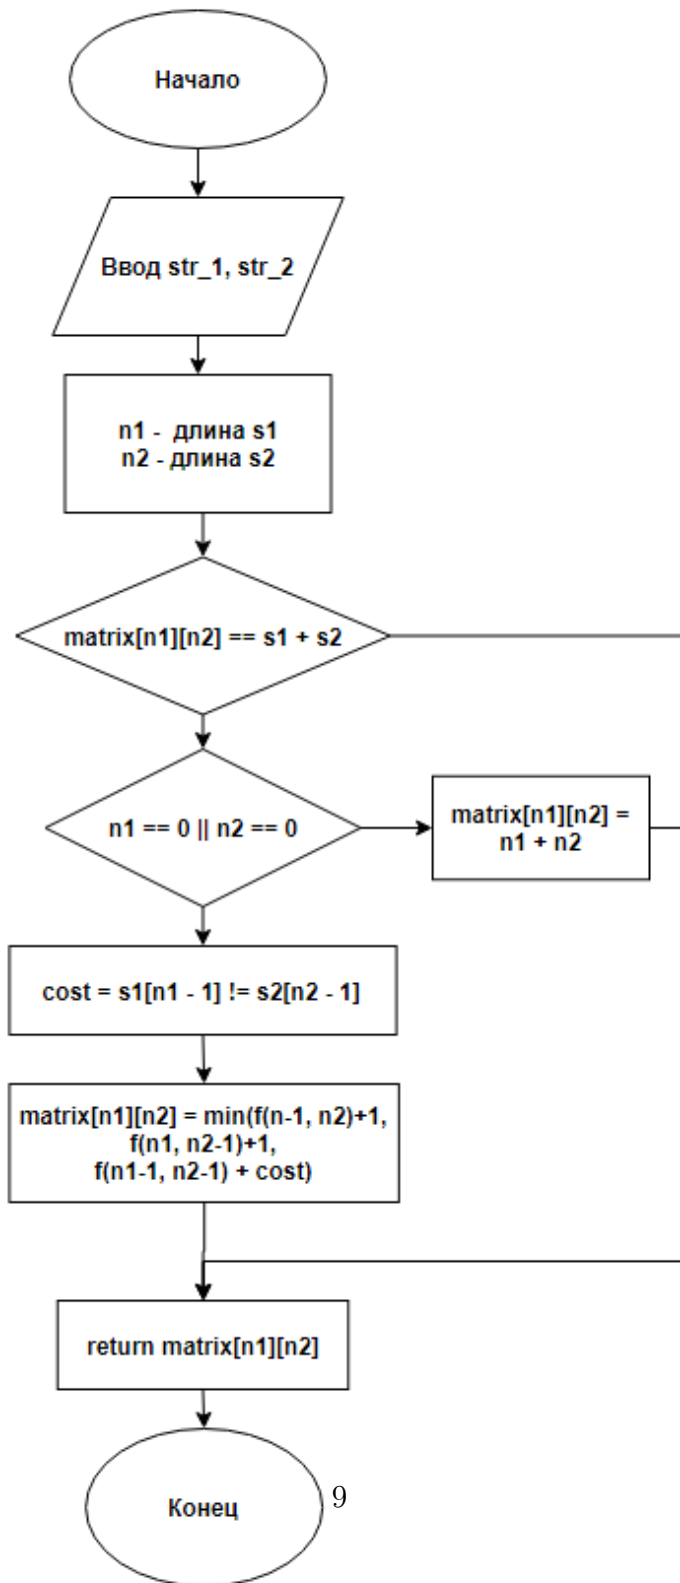 Начало
Ввод str_1, str_2
n1 - длина s1
n2 - длина s2
matrix[n1][n2] == s1 + s2
n1 == 0 || n2 == 0
matrix[n1][n2] =
n1 + n2
cost = s1[n1 - 1] != s2[n2 - 1]
matrix[n1][n2] = min(f(n-1, n2)+1,
f(n1, n2-1)+1,
f(n1-1, n2-1) + cost)
return matrix[n1][n2]
Конец
9